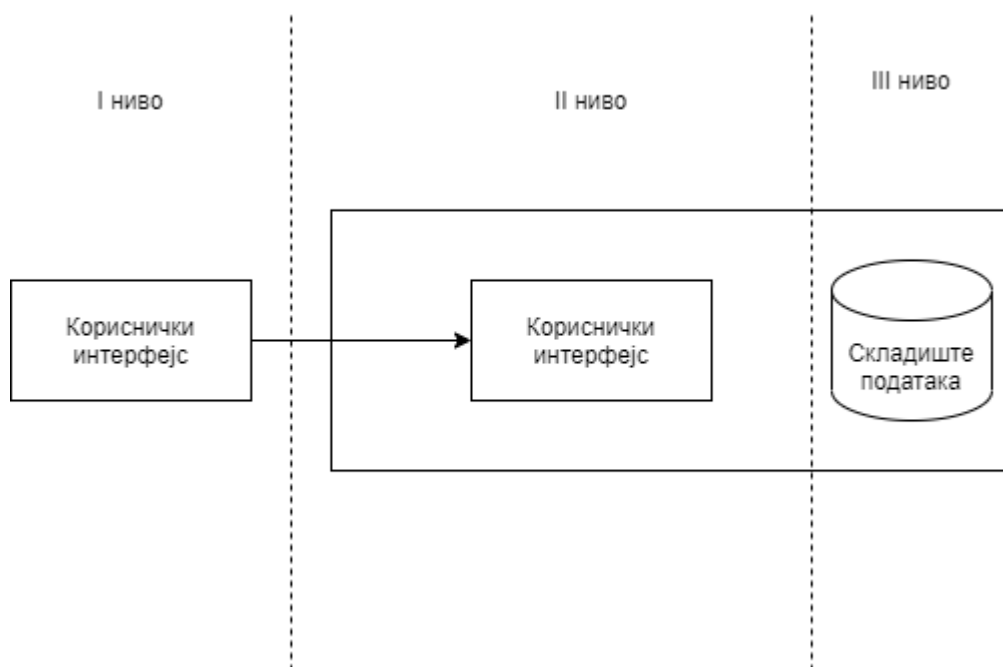 I ниво
II ниво
III ниво
Кориснички
интерфејс
Кориснички
интерфејс
Складиште
података